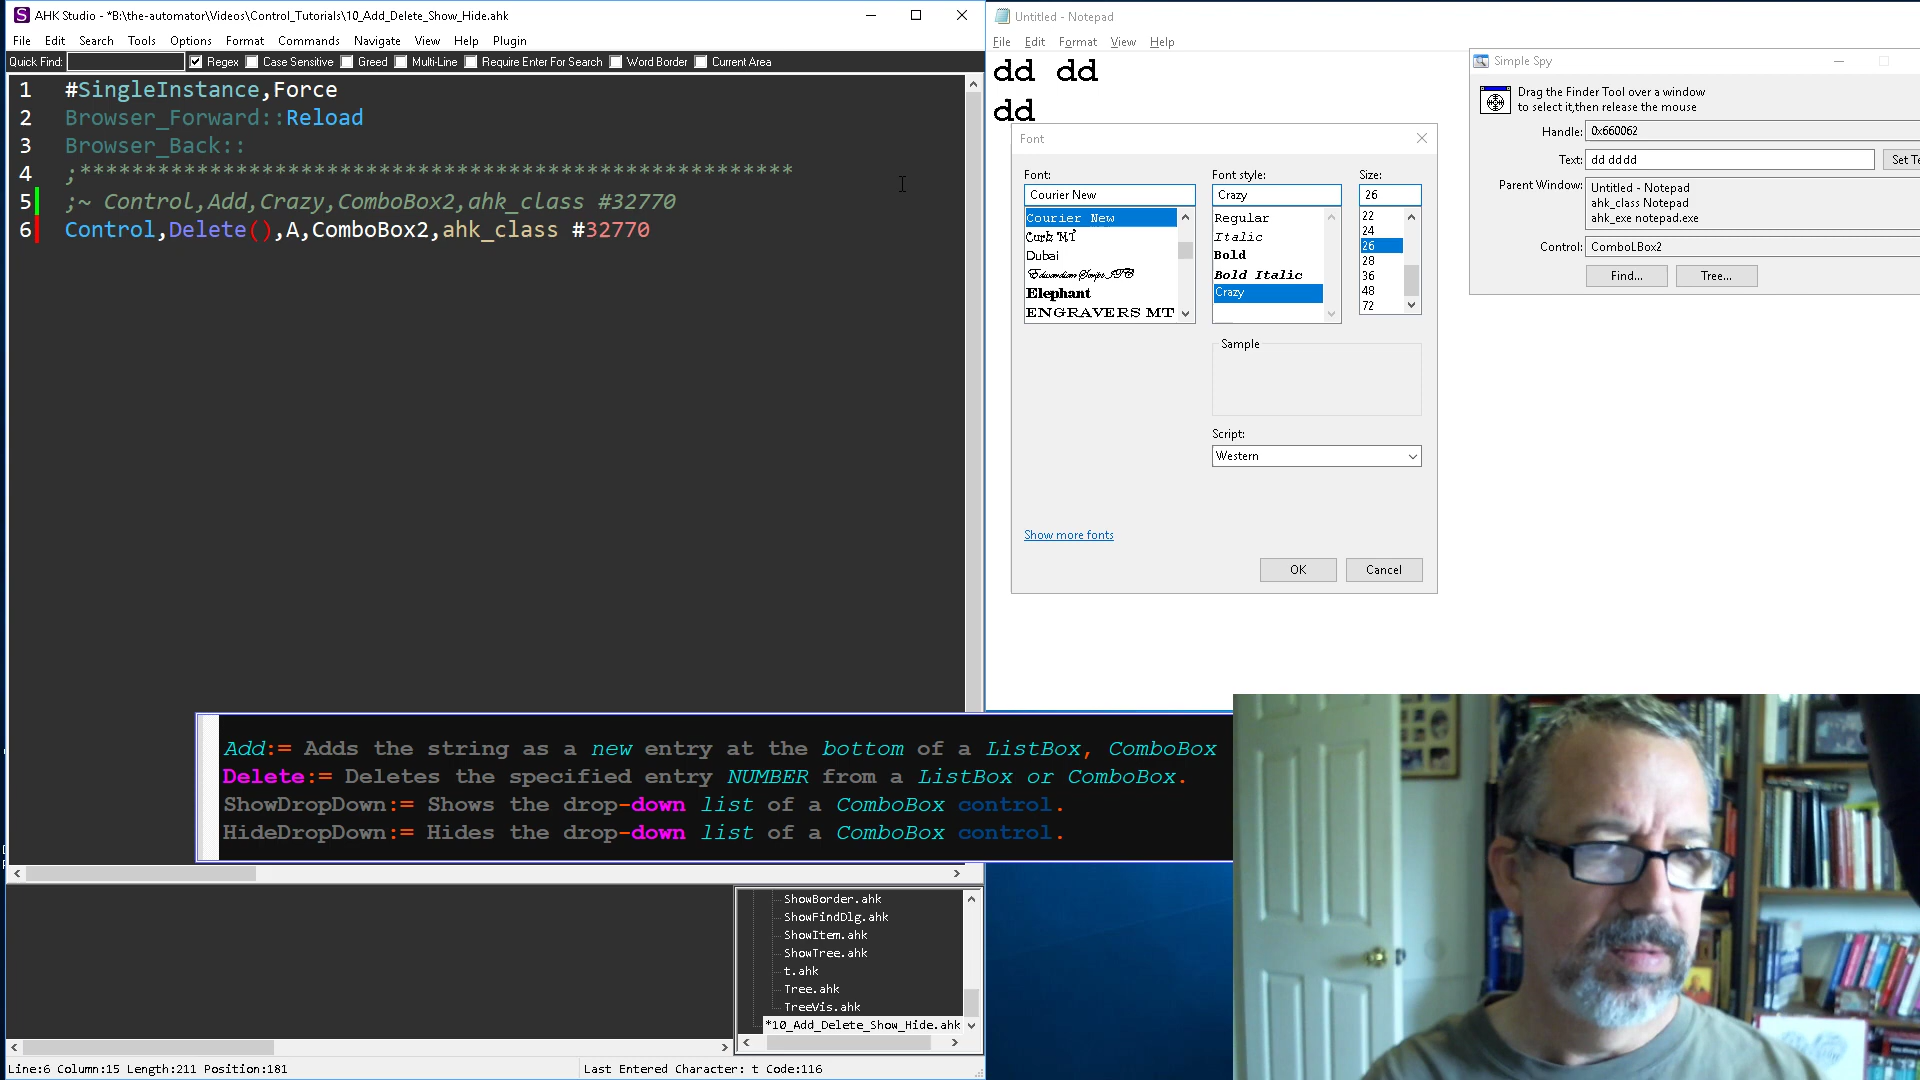 AHK Studio - *B:\the-automator\Videos\Control_Tutorials\10_Add_Delete_Show_Hide.ahk
File Edit Search Tools Options Format Commands Navigate View Help Plugin
Quick Find: Regex Case Sensitive Greed Multi-Line Require Enter For Search Word Border Current Area
1 #SingleInstance,Force
2 Browser_Forward::Reload
3 Browser_Back::
4 ;*******************************************************
5 ;~ Control,Add,Crazy,ComboBox2,ahk_class #32770
6 Control,Delete(),A,ComboBox2,ahk_class #32770
Untitled - Notepad
File Edit Format View Help
dd dd
dd
Font
Font:
Courier New
Courier New
Curlz MT
Dubai
Edwardian Script ITC
Elephant
ENGRAVERS MT
Font style:
Crazy
Regular
Italic
Bold
Bold Italic
Crazy
Size:
26
22
24
26
28
36
48
72
Sample
Script:
Western
Show more fonts
OK Cancel
Simple Spy
Drag the Finder Tool over a window
to select it,then release the mouse
Handle: 0x660062
Text: dd dddd Set Te
Parent Window: Untitled - Notepad
ahk_class Notepad
ahk_exe notepad.exe
Control: ComboLBox2
Find... Tree...
Add:= Adds the string as a new entry at the bottom of a ListBox, ComboBox
Delete:= Deletes the specified entry NUMBER from a ListBox or ComboBox.
ShowDropDown:= Shows the drop-down list of a ComboBox control.
HideDropDown:= Hides the drop-down list of a ComboBox control.
ShowBorder.ahk
ShowFindDlg.ahk
ShowItem.ahk
ShowTree.ahk
t.ahk
Tree.ahk
TreeVis.ahk
*10_Add_Delete_Show_Hide.ahk
Line:6 Column:15 Length:211 Position:181 Last Entered Character: t Code:116